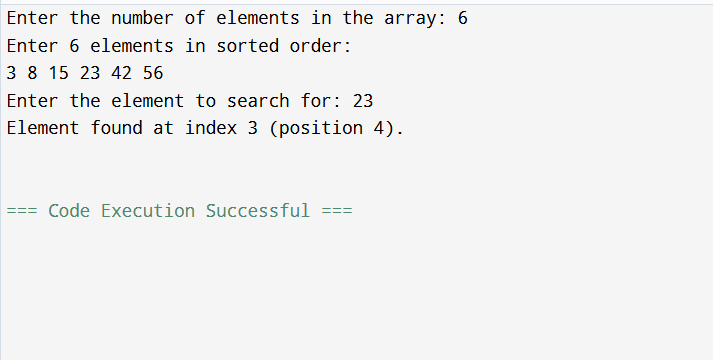 Enter the number of elements in the array: 6
Enter 6 elements in sorted order:
3 8 15 23 42 56
Enter the element to search for: 23
Element found at index 3 (position 4).
=== Code Execution Successful ===